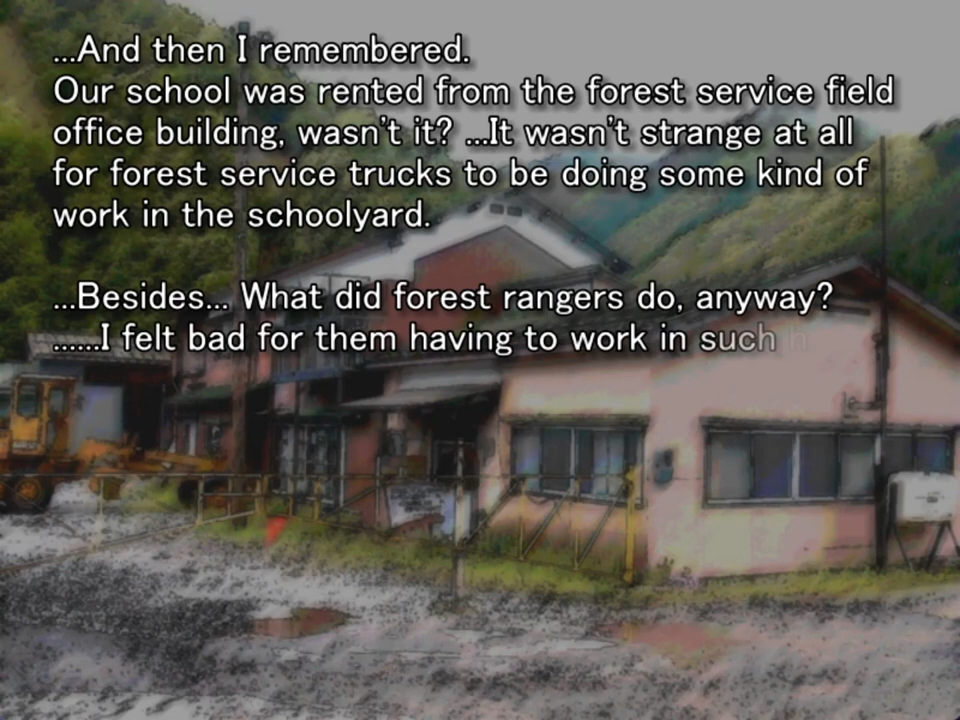 ...And then I remembered.
Our school was rented from the forest service field
office building, wasn't it? ...It wasn't strange at all
for forest service trucks to be doing some kind of
work in the schoolyard.
...Besides... What did forest rangers do, anyway?
......I felt bad for them having to work in such h